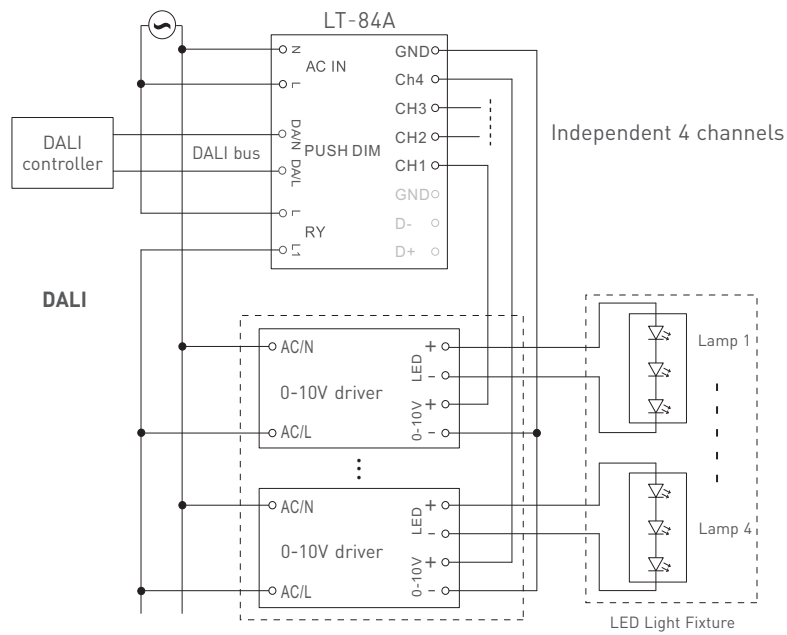 LT-84A
N
AC IN
L
GND
Ch4
CH3
CH2
CH1
GND
D-
D+
DA/N
PUSH DIM
DA/L
L
RY
L1
DALI
controller
DALI bus
Independent 4 channels
DALI
AC/N
0-10V driver
AC/L
+
LED
-
+
0-10V
-
Lamp 1
AC/N
0-10V driver
AC/L
+
LED
-
+
0-10V
-
Lamp 4
LED Light Fixture